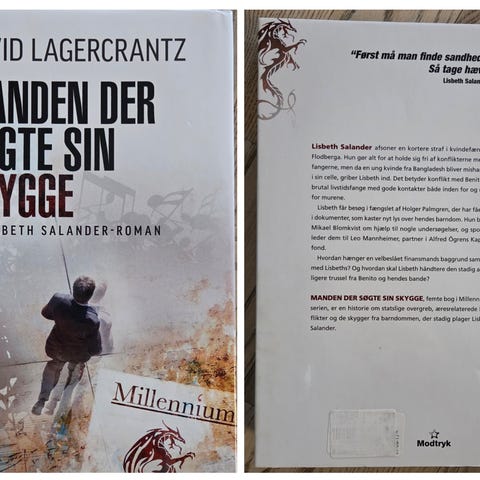 VID LAGERCRANTZ
ANDEN DER
GTE SIN
YGGE
SBETH SALANDER-ROMAN
Millennium
"Først må man finde sandhed
Så tage hæv
Lisbeth Salan
Lisbeth Salander afsoner en kortere straf i kvindefæn
Flodberga. Hun gør alt for at holde sig fri af konflikterne m
fangerne, men da en ung kvinde fra Bangladesh bliver mishan
i sin celle, griber Lisbeth ind. Det betyder konflikt med Benito
brutal livstidsfange med gode kontakter både inden for og u
for murene.
Lisbeth får besøg i fængslet af Holger Palmgren, der har få
i dokumenter, som kaster nyt lys over hendes barndom. Hun b
Mikael Blomkvist om hjælp til nogle undersøgelser, og spo
leder dem til Leo Mannheimer, partner i Alfred Ögrens Kap
fond.
Hvordan hænger en velbeslået finansmands baggrund sam
med Lisbeths? Og hvordan skal Lisbeth håndtere den stadig a
ligere trussel fra Benito og hendes bande?
MANDEN DER SØGTE SIN SKYGGE, femte bog i Millenn
serien, er en historie om statslige overgreb, æresrelaterede
flikter og de skygger fra barndommen, der stadig plager Lis
Salander.
Modtryk